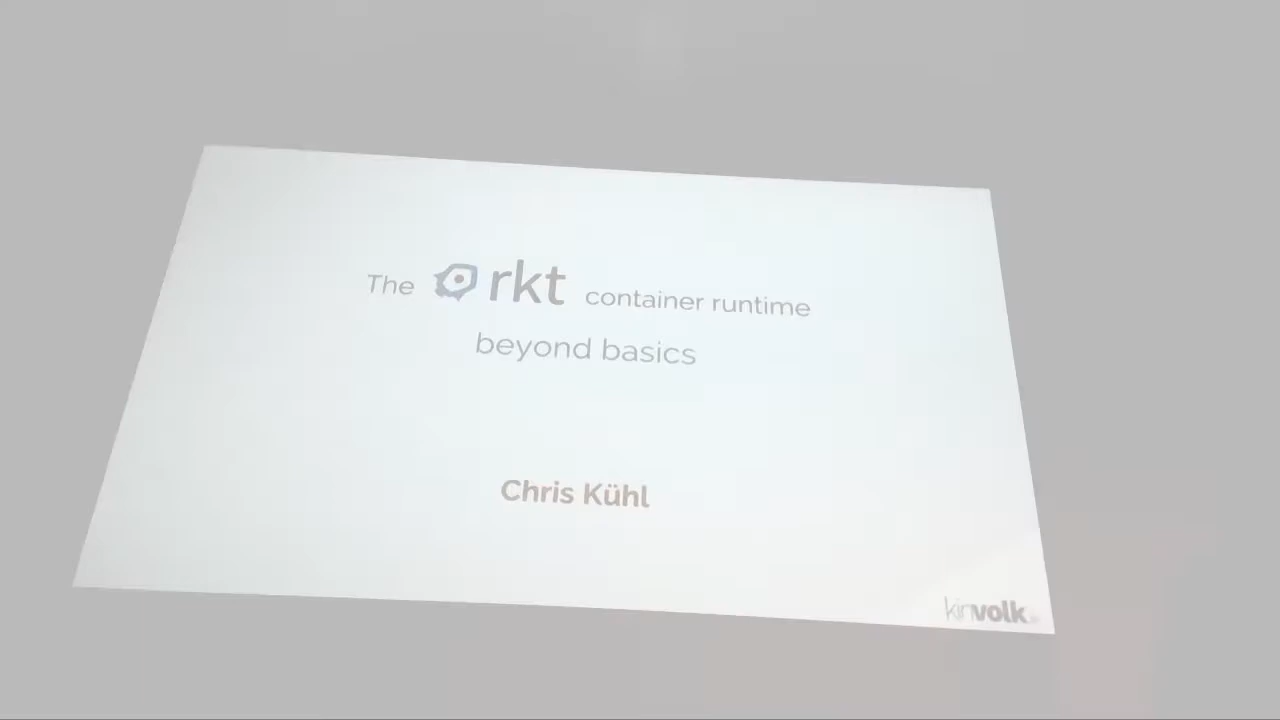 The rkt container runtime
beyond basics
Chris Kühl
kinvolk